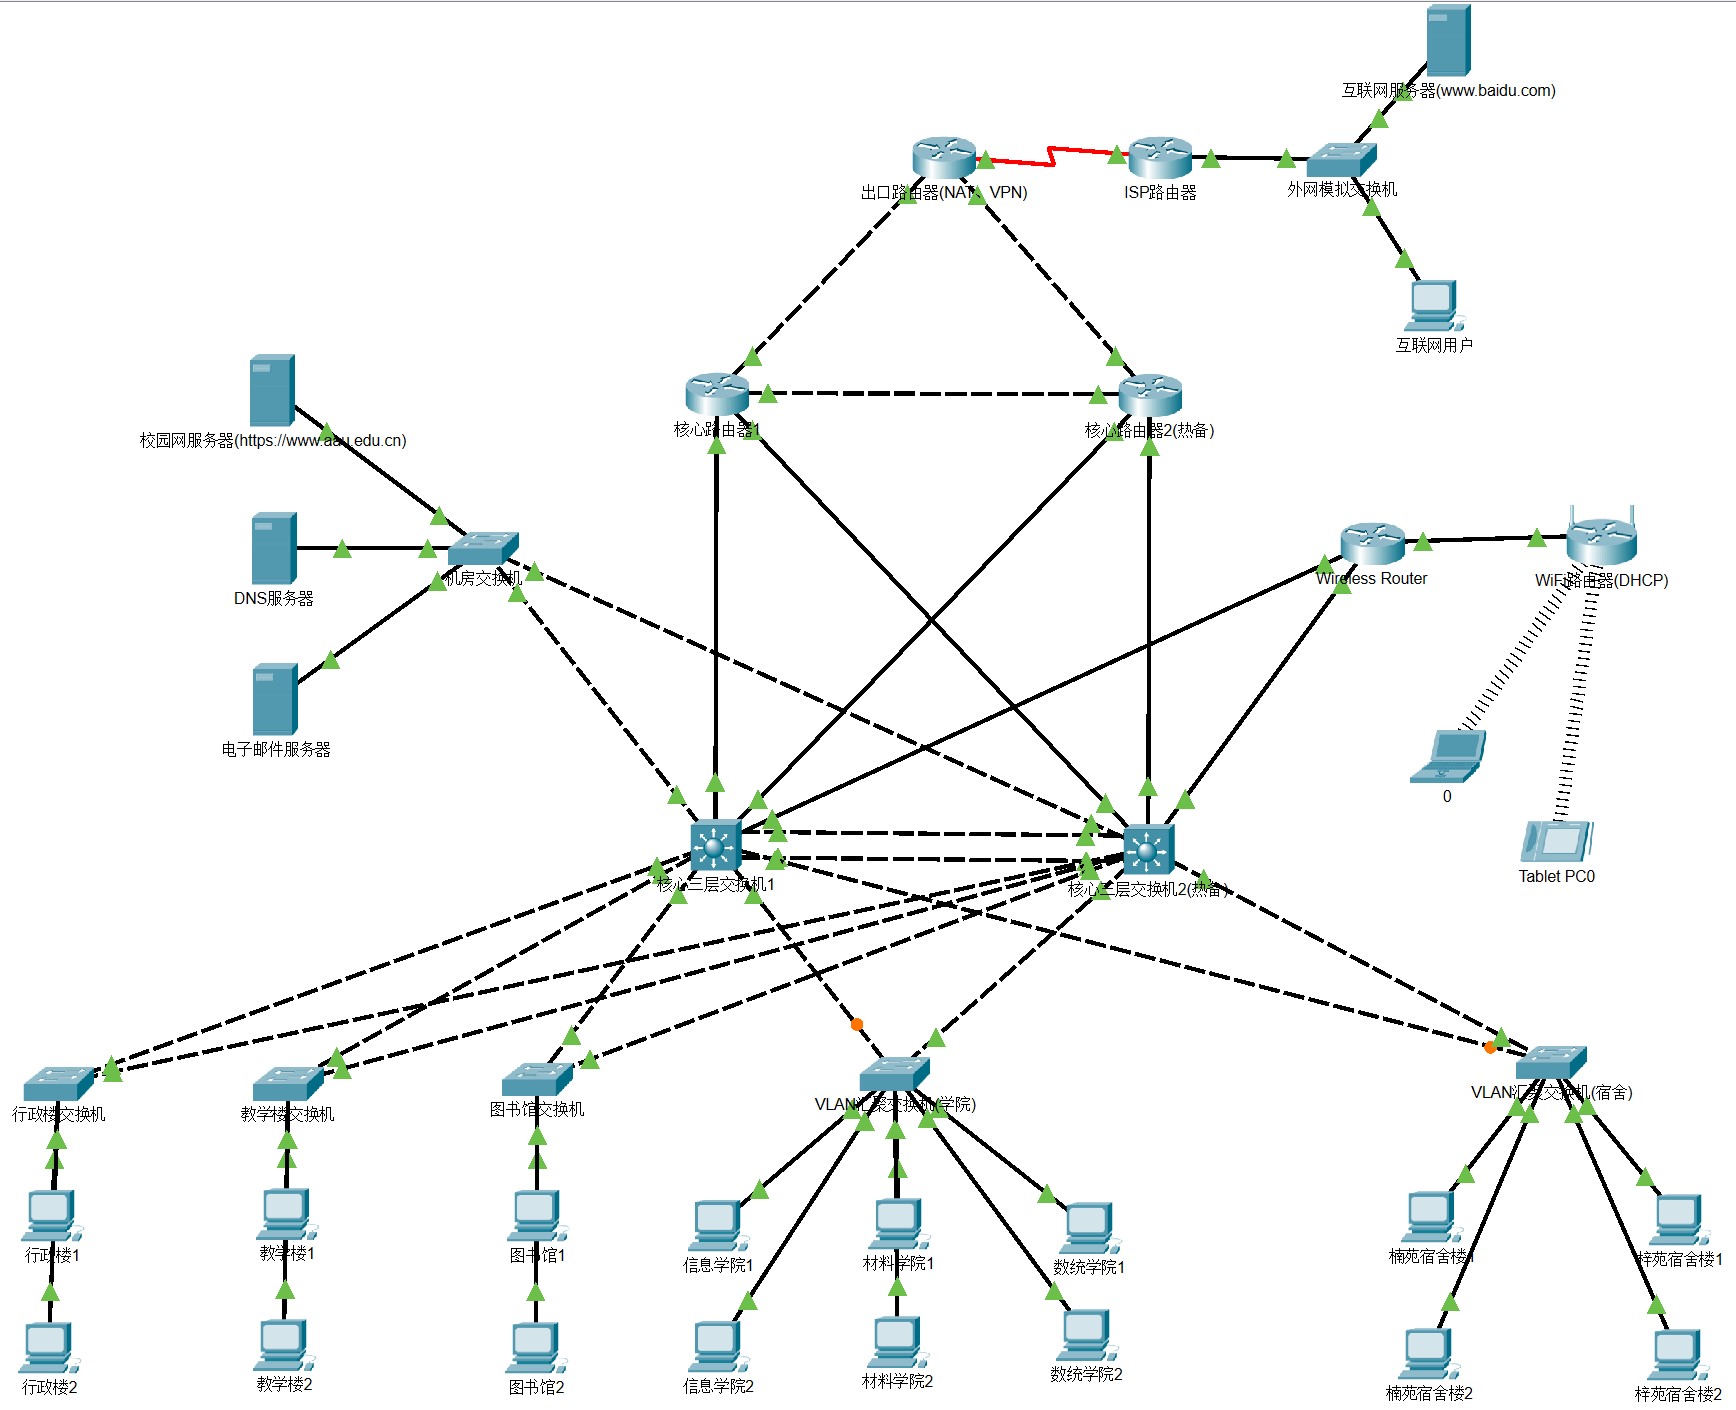 互联网服务器(www.baidu.com)
出口路由器(NAT、VPN)
ISP路由器
外网模拟交换机
互联网用户
核心路由器1
核心路由器2(热备)
校园网服务器(https://www.aau.edu.cn)
机房交换机
DNS服务器
电子邮件服务器
Wireless Router
WiFi路由器(DHCP)
0
Tablet PC0
核心三层交换机1
核心三层交换机2(热备)
行政楼交换机
教学楼交换机
图书馆交换机
VLAN汇聚交换机(学院)
VLAN汇聚交换机(宿舍)
行政楼1
教学楼1
图书馆1
信息学院1
材料学院1
数统学院1
楠苑宿舍楼1
梓苑宿舍楼1
行政楼2
教学楼2
图书馆2
信息学院2
材料学院2
数统学院2
楠苑宿舍楼2
梓苑宿舍楼2